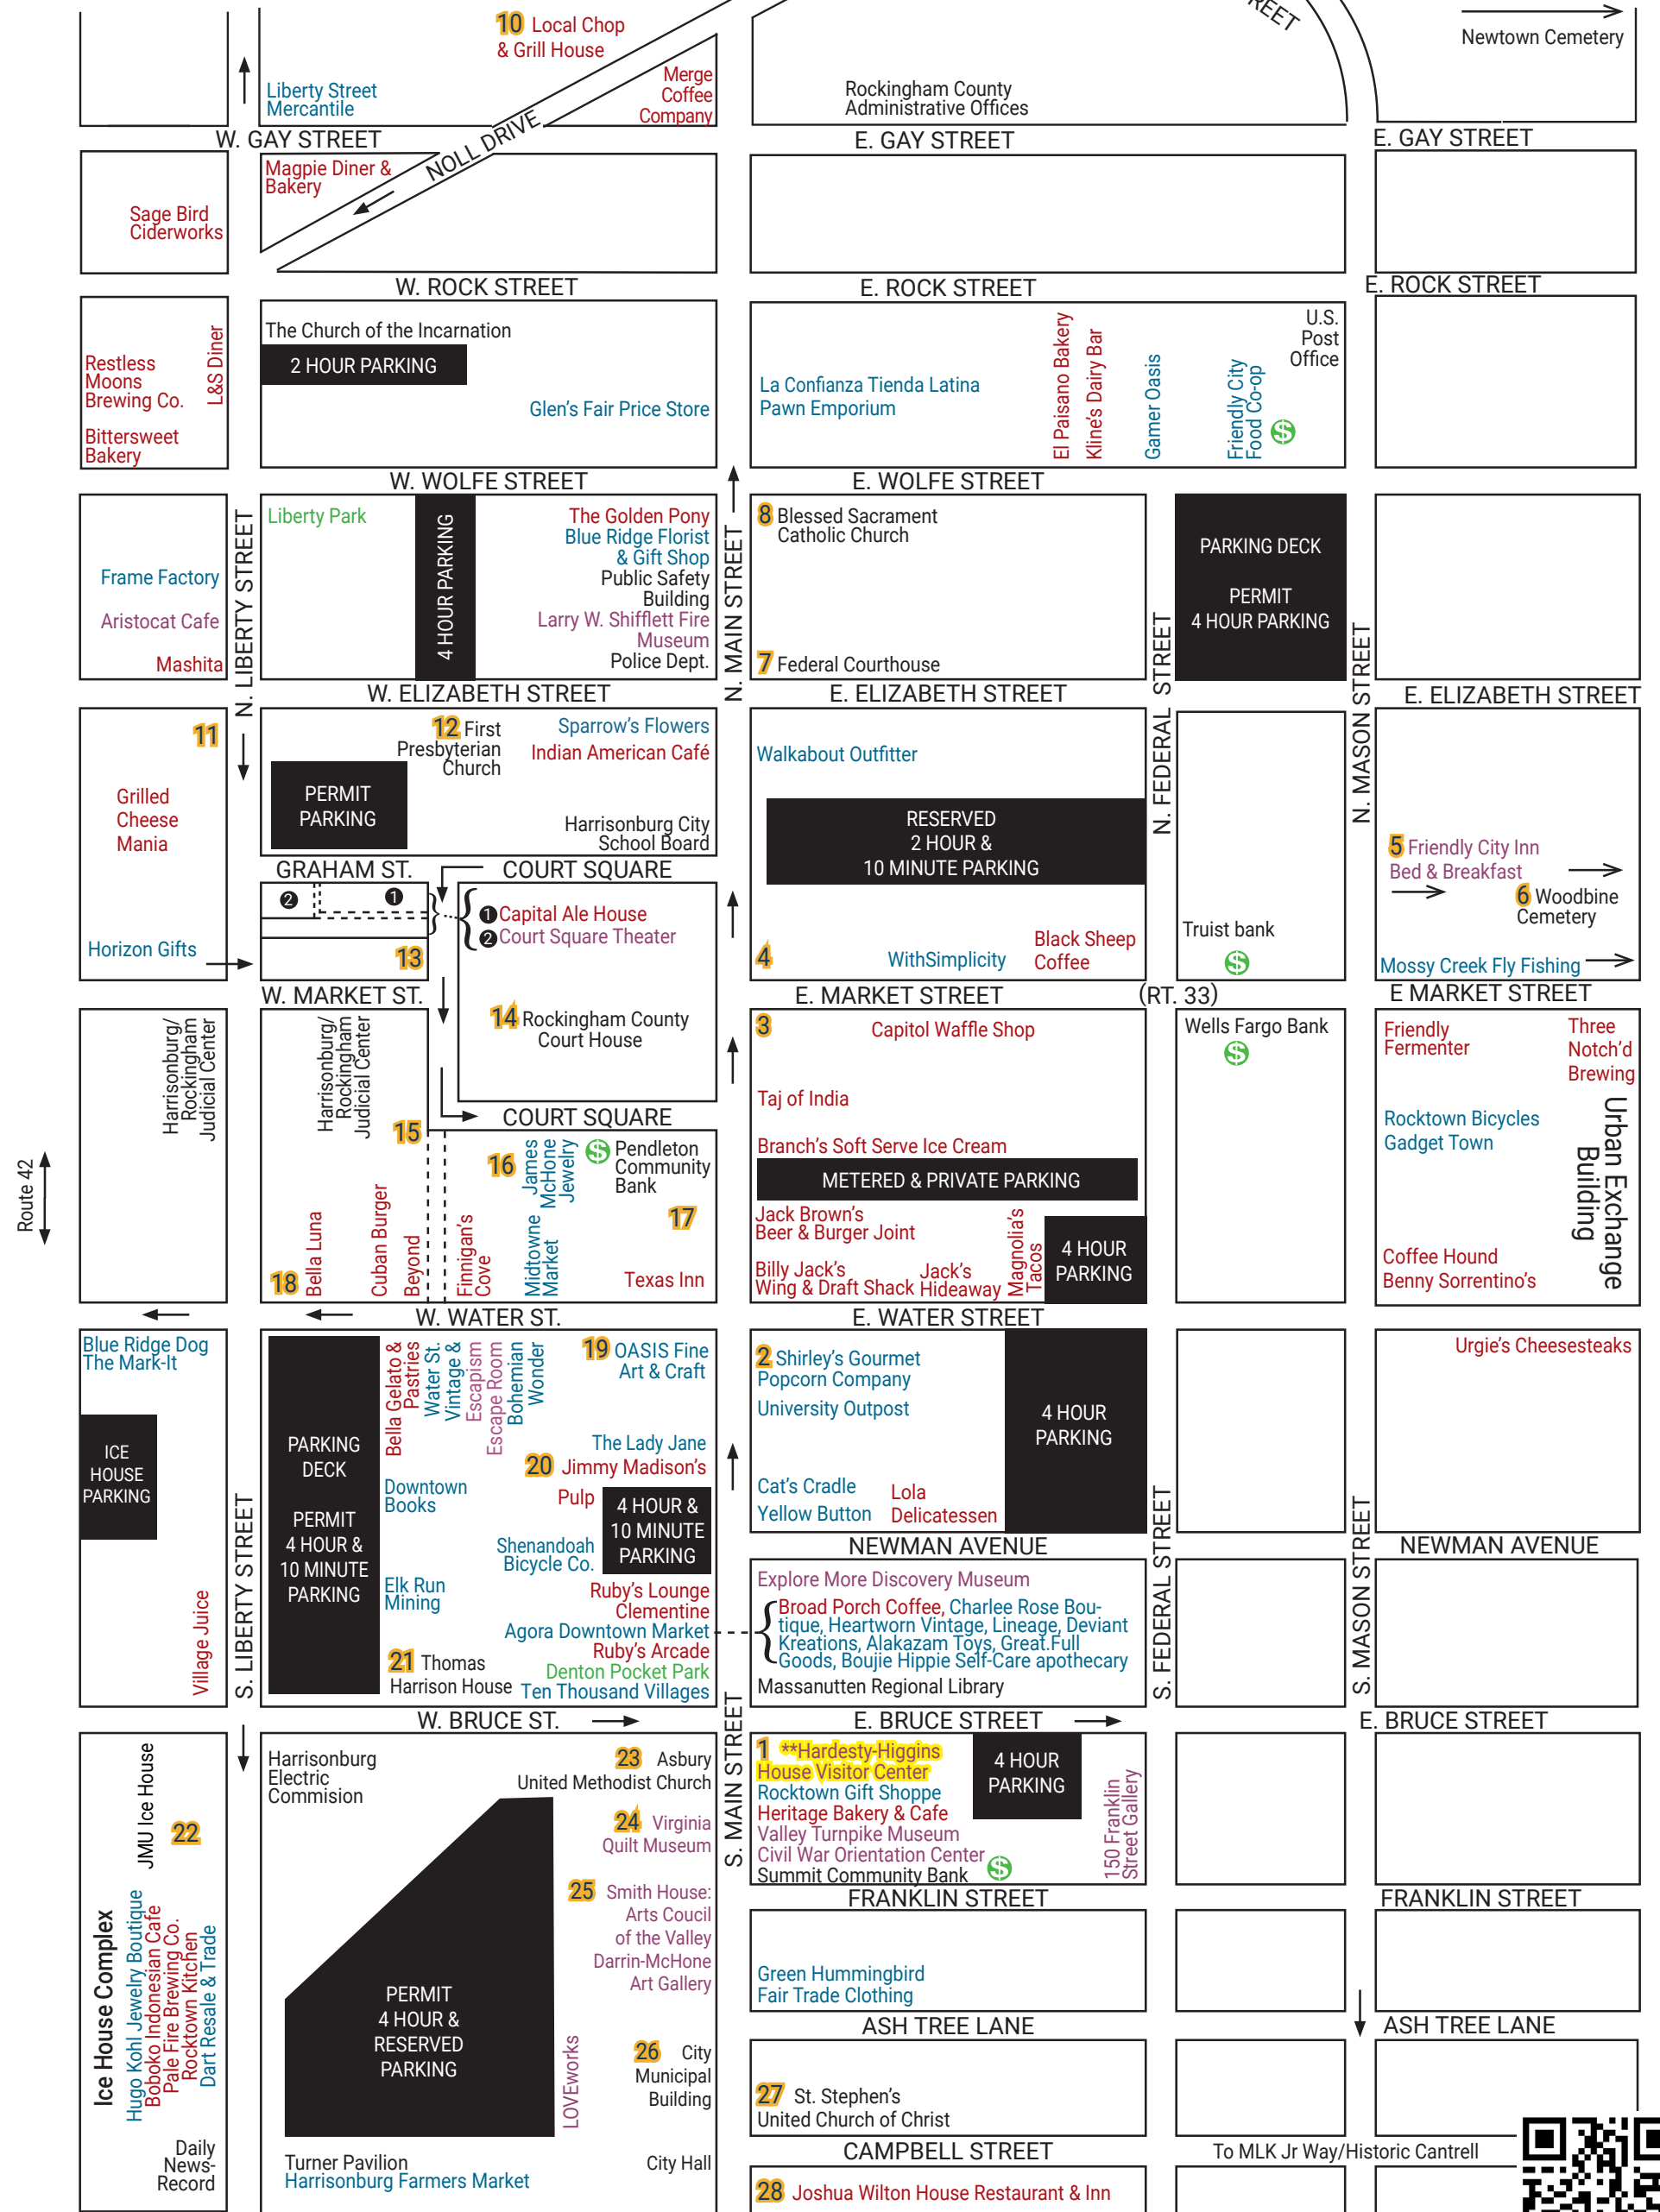 10 Local Chop
& Grill House
REET
Newtown Cemetery
Liberty Street
Mercantile
Merge
Coffee
Company
Rockingham County
Administrative Offices
W. GAY STREET
NOLL DRIVE
E. GAY STREET
E. GAY STREET
Magpie Diner &
Bakery
Sage Bird
Ciderworks
W. ROCK STREET
E. ROCK STREET
E. ROCK STREET
Restless
Moons
Brewing Co.
L&S Diner
Bittersweet
Bakery
The Church of the Incarnation
2 HOUR PARKING
Glen's Fair Price Store
La Confianza Tienda Latina
Pawn Emporium
El Paisano Bakery
Kline's Dairy Bar
Gamer Oasis
Friendly City
Food Co-op
$
U.S.
Post
Office
W. WOLFE STREET
E. WOLFE STREET
Frame Factory
Aristocat Cafe
Mashita
N. LIBERTY STREET
Liberty Park
4 HOUR PARKING
The Golden Pony
Blue Ridge Florist
& Gift Shop
Public Safety
Building
Larry W. Shifflett Fire
Museum
Police Dept.
N. MAIN STREET
8 Blessed Sacrament
Catholic Church
7 Federal Courthouse
N. FEDERAL STREET
PARKING DECK
PERMIT
4 HOUR PARKING
N. MASON STREET
W. ELIZABETH STREET
E. ELIZABETH STREET
E. ELIZABETH STREET
11
Grilled
Cheese
Mania
Horizon Gifts
12 First
Presbyterian
Church
Sparrow's Flowers
Indian American Café
PERMIT
PARKING
Harrisonburg City
School Board
GRAHAM ST.
COURT SQUARE
2
1
1 Capital Ale House
2 Court Square Theater
13
Walkabout Outfitter
RESERVED
2 HOUR &
10 MINUTE PARKING
4
WithSimplicity
Black Sheep
Coffee
Truist bank
$
5 Friendly City Inn
Bed & Breakfast
6 Woodbine
Cemetery
Mossy Creek Fly Fishing
W. MARKET ST.
E. MARKET STREET
(RT. 33)
E MARKET STREET
Route 42
Harrisonburg/
Rockingham
Judicial Center
Harrisonburg/
Rockingham
Judicial Center
14 Rockingham County
Court House
COURT SQUARE
15
18
Bella Luna
Cuban Burger
Beyond
Finnigan's
Cove
16
James
McHone
Jewelry
$ Pendleton
Community
Bank
17
Midtowne
Market
Texas Inn
3
Capitol Waffle Shop
Taj of India
Branch's Soft Serve Ice Cream
METERED & PRIVATE PARKING
Jack Brown's
Beer & Burger Joint
Billy Jack's
Wing & Draft Shack
Jack's
Hideaway
Magnolia's
Tacos
4 HOUR
PARKING
Wells Fargo Bank
$
Friendly
Fermenter
Three
Notch'd
Brewing
Rocktown Bicycles
Gadget Town
Urban Exchange
Building
Coffee Hound
Benny Sorrentino's
W. WATER ST.
E. WATER STREET
Blue Ridge Dog
The Mark-It
ICE
HOUSE
PARKING
Village Juice
S. LIBERTY STREET
PARKING
DECK
PERMIT
4 HOUR &
10 MINUTE
PARKING
Bella Gelato &
Pastries
Water St.
Vintage &
Escapism
Escape Room
Bohemian
Wonder
19 OASIS Fine
Art & Craft
The Lady Jane
20 Jimmy Madison's
Downtown
Books
Pulp
4 HOUR &
10 MINUTE
PARKING
Shenandoah
Bicycle Co.
Elk Run
Mining
Ruby's Lounge
Clementine
Agora Downtown Market
Ruby's Arcade
Denton Pocket Park
Ten Thousand Villages
21 Thomas
Harrison House
2 Shirley's Gourmet
Popcorn Company
University Outpost
Cat's Cradle
Yellow Button
Lola
Delicatessen
4 HOUR
PARKING
Urgie's Cheesesteaks
NEWMAN AVENUE
NEWMAN AVENUE
Explore More Discovery Museum
Broad Porch Coffee, Charlee Rose Bou-
tique, Heartworn Vintage, Lineage, Deviant
Kreations, Alakazam Toys, Great.Full
Goods, Boujie Hippie Self-Care apothecary
Massanutten Regional Library
S. FEDERAL STREET
S. MASON STREET
W. BRUCE ST.
E. BRUCE STREET
E. BRUCE STREET
S. MAIN STREET
JMU Ice House
22
Ice House Complex
Hugo Kohl Jewelry Boutique
Boboko Indonesian Cafe
Pale Fire Brewing Co.
Rocktown Kitchen
Dart Resale & Trade
Daily
News-
Record
Harrisonburg
Electric
Commision
23 Asbury
United Methodist Church
24 Virginia
Quilt Museum
25 Smith House:
Arts Coucil
of the Valley
Darrin-McHone
Art Gallery
PERMIT
4 HOUR &
RESERVED
PARKING
LOVEworks
26 City
Municipal
Building
Turner Pavilion
Harrisonburg Farmers Market
City Hall
1 **Hardesty-Higgins
House Visitor Center
Rocktown Gift Shoppe
Heritage Bakery & Cafe
Valley Turnpike Museum
Civil War Orientation Center
Summit Community Bank $
4 HOUR
PARKING
150 Franklin
Street Gallery
FRANKLIN STREET
FRANKLIN STREET
Green Hummingbird
Fair Trade Clothing
ASH TREE LANE
ASH TREE LANE
27 St. Stephen's
United Church of Christ
CAMPBELL STREET
To MLK Jr Way/Historic Cantrell
28 Joshua Wilton House Restaurant & Inn